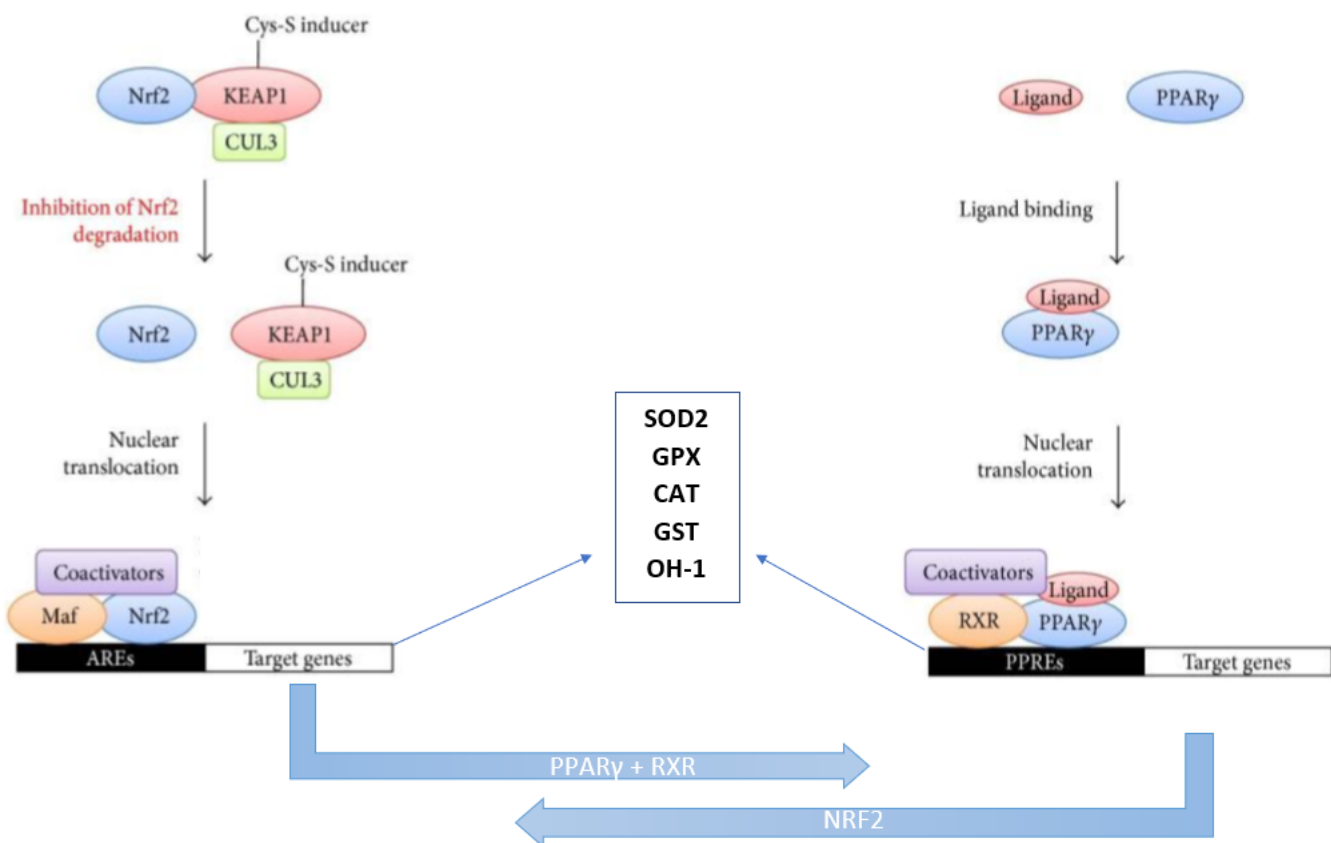 Cys-S inducer
Nrf2
KEAP1
CUL3
Inhibition of Nrf2
degradation
Cys-S inducer
Nrf2
KEAP1
CUL3
Nuclear
translocation
Coactivators
Maf
Nrf2
AREs
Target genes
SOD2
GPX
CAT
GST
OH-1
Ligand
PPARγ
Ligand binding
Ligand
PPARγ
Nuclear
translocation
Coactivators
Ligand
RXR
PPARγ
PPREs
Target genes
PPARγ + RXR
NRF2